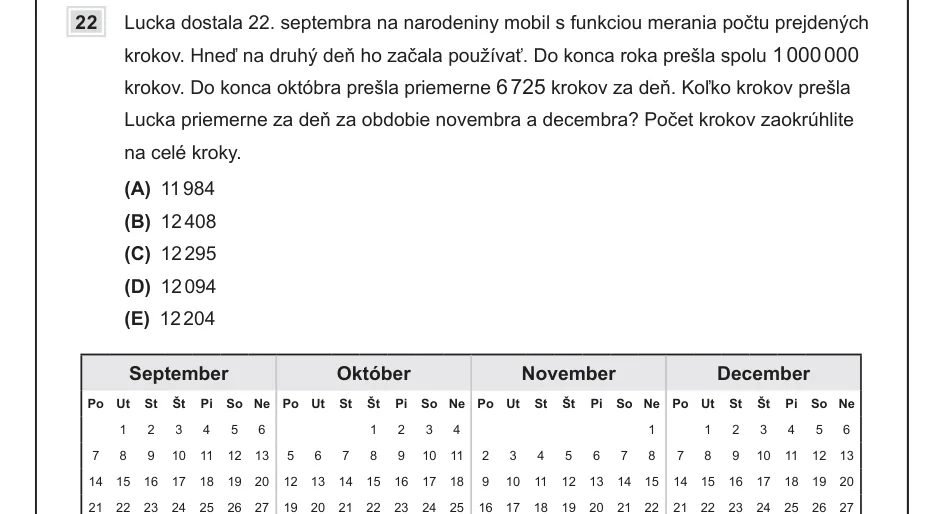 22 Lucka dostala 22. septembra na narodeniny mobil s funkciou merania počtu prejdených
krokov. Hneď na druhý deň ho začala používať. Do konca roka prešla spolu 1 000 000
krokov. Do konca októbra prešla priemerne 6 725 krokov za deň. Koľko krokov prešla
Lucka priemerne za deň za obdobie novembra a decembra? Počet krokov zaokrúhlite
na celé kroky.
(A) 11 984
(B) 12 408
(C) 12 295
(D) 12 094
(E) 12 204
September Október November December
Po Ut St Št Pi So Ne Po Ut St Št Pi So Ne Po Ut St Št Pi So Ne Po Ut St Št Pi So Ne
1 2 3 4 5 6 1 2 3 4 1 1 2 3 4 5 6
7 8 9 10 11 12 13 5 6 7 8 9 10 11 2 3 4 5 6 7 8 7 8 9 10 11 12 13
14 15 16 17 18 19 20 12 13 14 15 16 17 18 9 10 11 12 13 14 15 14 15 16 17 18 19 20
21 22 23 24 25 26 27 19 20 21 22 23 24 25 16 17 18 19 20 21 22 21 22 23 24 25 26 27